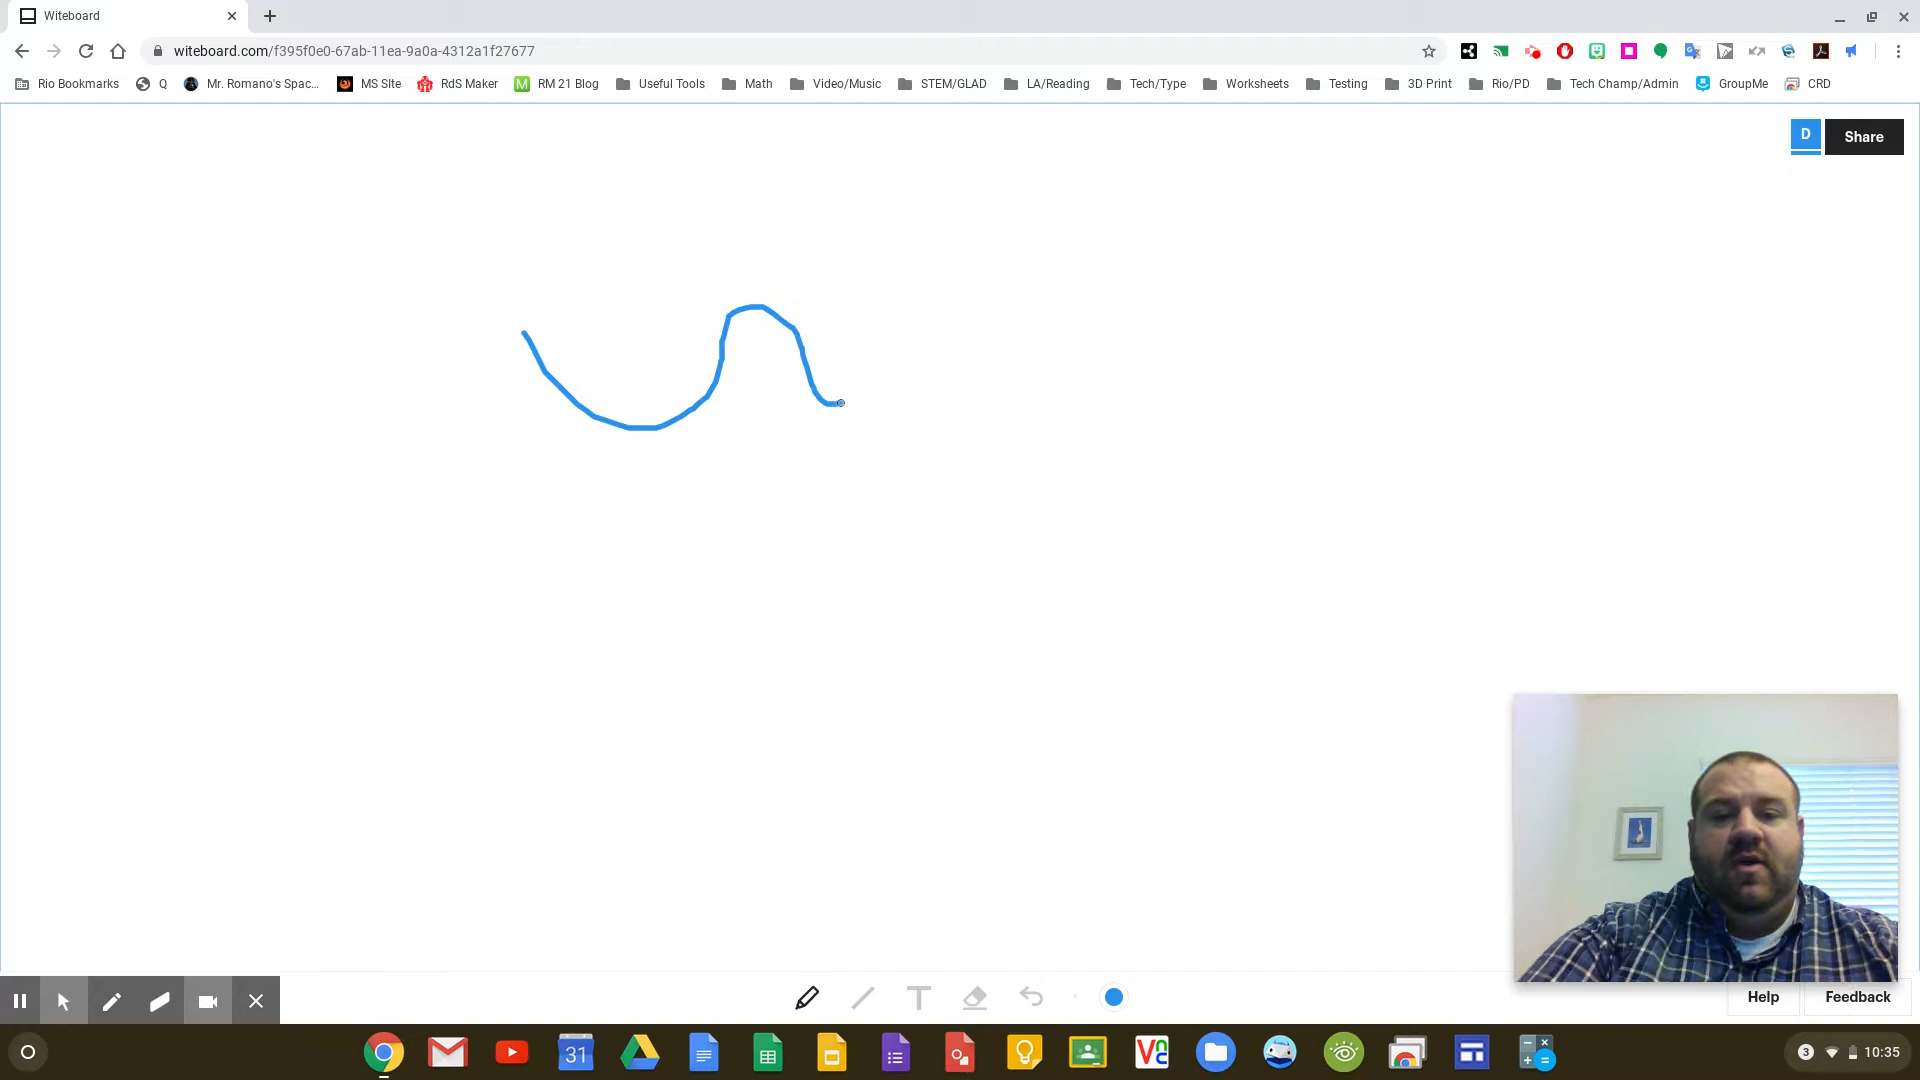 Witeboard
witeboard.com/f395f0e0-67ab-11ea-9a0a-4312a1f27677
Rio Bookmarks Q Mr. Romano's Spac... MS SIte RdS Maker M RM 21 Blog Useful Tools Math Video/Music STEM/GLAD LA/Reading Tech/Type Worksheets Testing 3D Print Rio/PD Tech Champ/Admin GroupMe CRD
D Share
T
Help Feedback
31 VNC 3 10:35